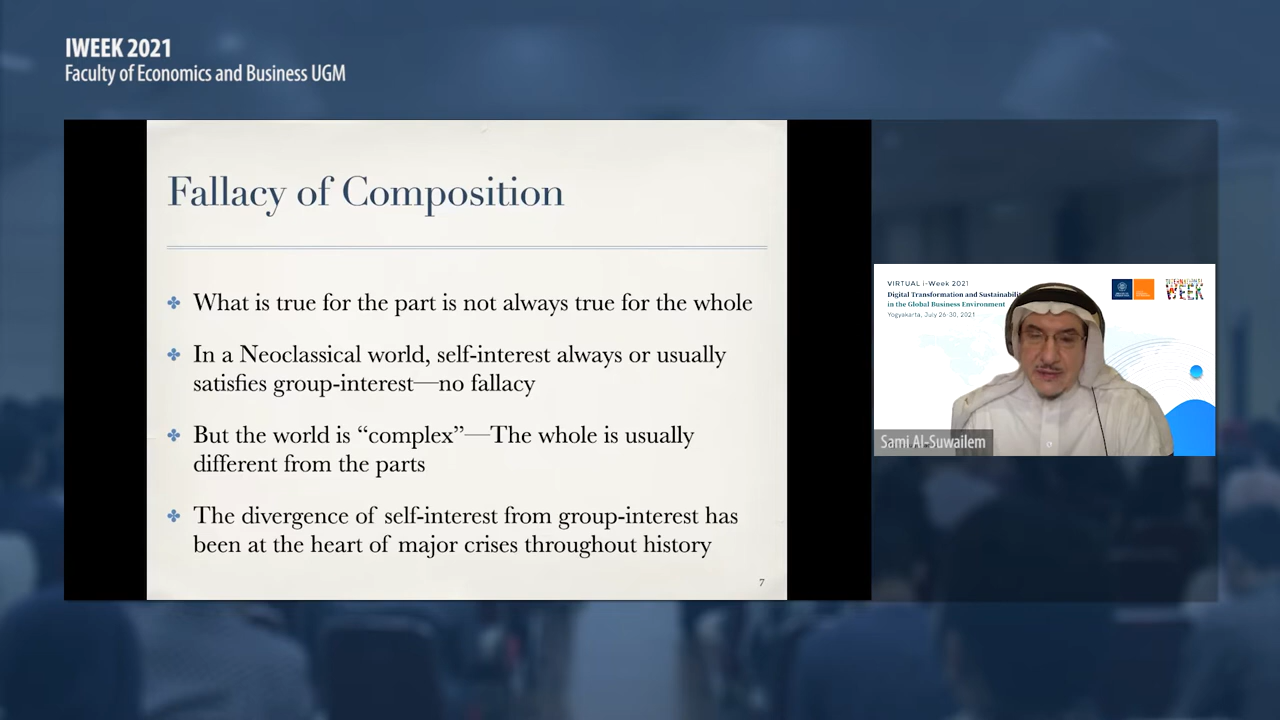 IWEEK 2021
Faculty of Economics and Business UGM
Fallacy of Composition
What is true for the part is not always true for the whole
In a Neoclassical world, self-interest always or usually
satisfies group-interest—no fallacy
But the world is “complex”—The whole is usually
different from the parts
The divergence of self-interest from group-interest has
been at the heart of major crises throughout history
7
VIRTUAL i-Week 2021
Digital Transformation and Sustainabilit
in the Global Business Environment
Yogyakarta, July 26-30, 2021
WEEK
Sami Al-Suwailem